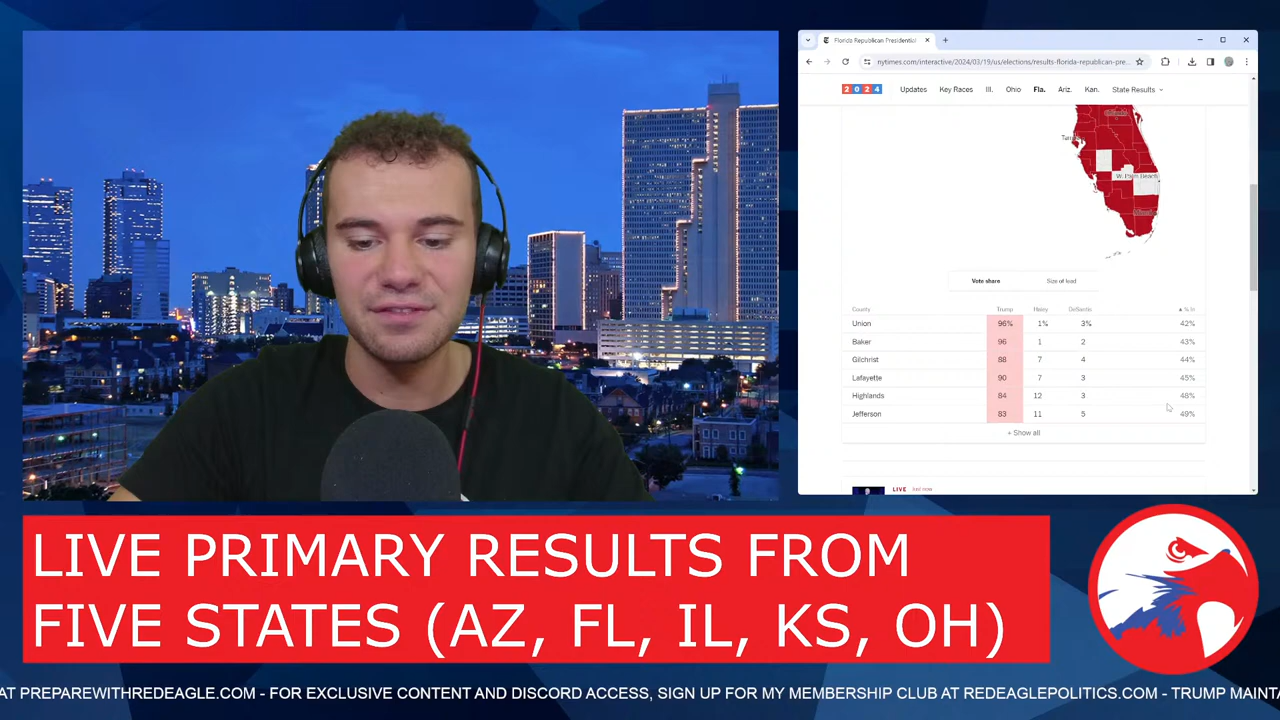 Florida Republican Presidential
nytimes.com/interactive/2024/03/19/us/elections/results-florida-republican-pre...
2024 Updates Key Races Ill. Ohio Fla. Ariz. Kan. State Results
W. Palm Beach
Vote share Size of lead
County Trump Haley DeSantis ▲ % In
Union 96% 1% 3% 42%
Baker 96 1 2 43%
Gilchrist 88 7 4 44%
Lafayette 90 7 3 45%
Highlands 84 12 3 48%
Jefferson 83 11 5 49%
+ Show all
LIVE just now
LIVE PRIMARY RESULTS FROM
FIVE STATES (AZ, FL, IL, KS, OH)
AT PREPAREWITHREDEAGLE.COM - FOR EXCLUSIVE CONTENT AND DISCORD ACCESS, SIGN UP FOR MY MEMBERSHIP CLUB AT REDEAGLEPOLITICS.COM - TRUMP MAINTA